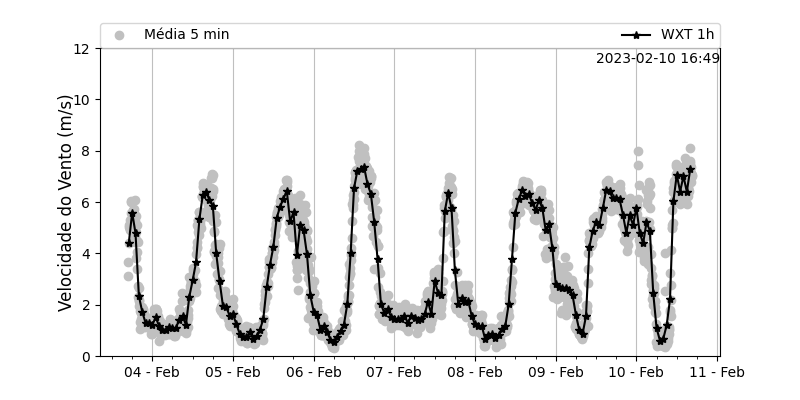 Média 5 min WXT 1h
2023-02-10 16:49
Velocidade do Vento (m/s)
12
10
8
6
4
2
0
04 - Feb 05 - Feb 06 - Feb 07 - Feb 08 - Feb 09 - Feb 10 - Feb 11 - Feb